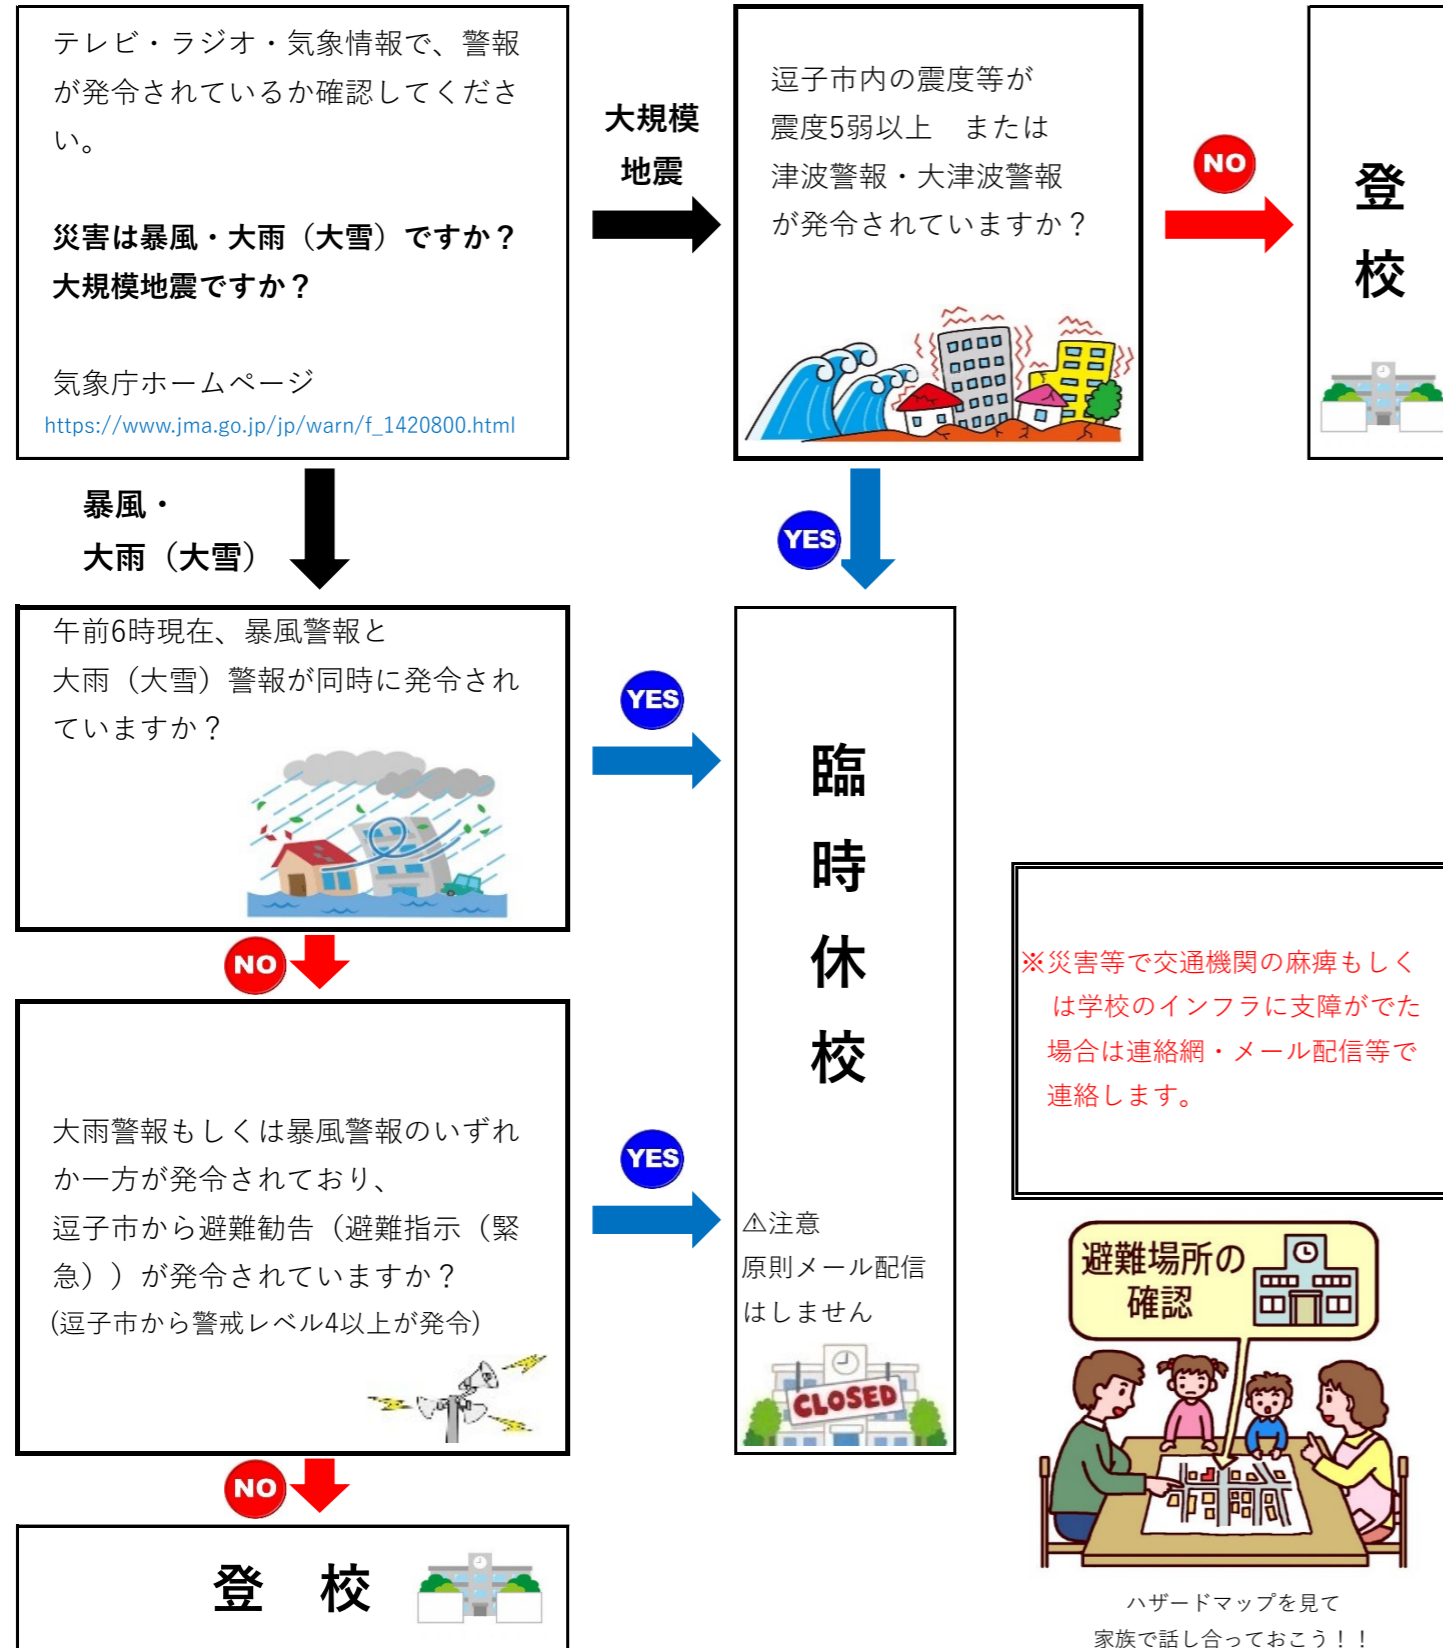 テレビ・ラジオ・気象情報で、警報
が発令されているか確認してくださ
い。
災害は暴風・大雨（大雪）ですか？
大規模地震ですか？
気象庁ホームページ
https://www.jma.go.jp/jp/warn/f_1420800.html
大規模
地震
逗子市内の震度等が
震度5弱以上　または
津波警報・大津波警報
が発令されていますか？
NO
登
校
暴風・
大雨（大雪）
YES
午前6時現在、暴風警報と
大雨（大雪）警報が同時に発令され
ていますか？
YES
臨
時
休
校
⚠注意
原則メール配信
はしません
CLOSED
NO
大雨警報もしくは暴風警報のいずれ
か一方が発令されており、
逗子市から避難勧告（避難指示（緊
急））が発令されていますか？
(逗子市から警戒レベル4以上が発令)
YES
NO
登　校
※災害等で交通機関の麻痺もしく
は学校のインフラに支障がでた
場合は連絡網・メール配信等で
連絡します。
避難場所の
確認
ハザードマップを見て
家族で話し合っておこう！！